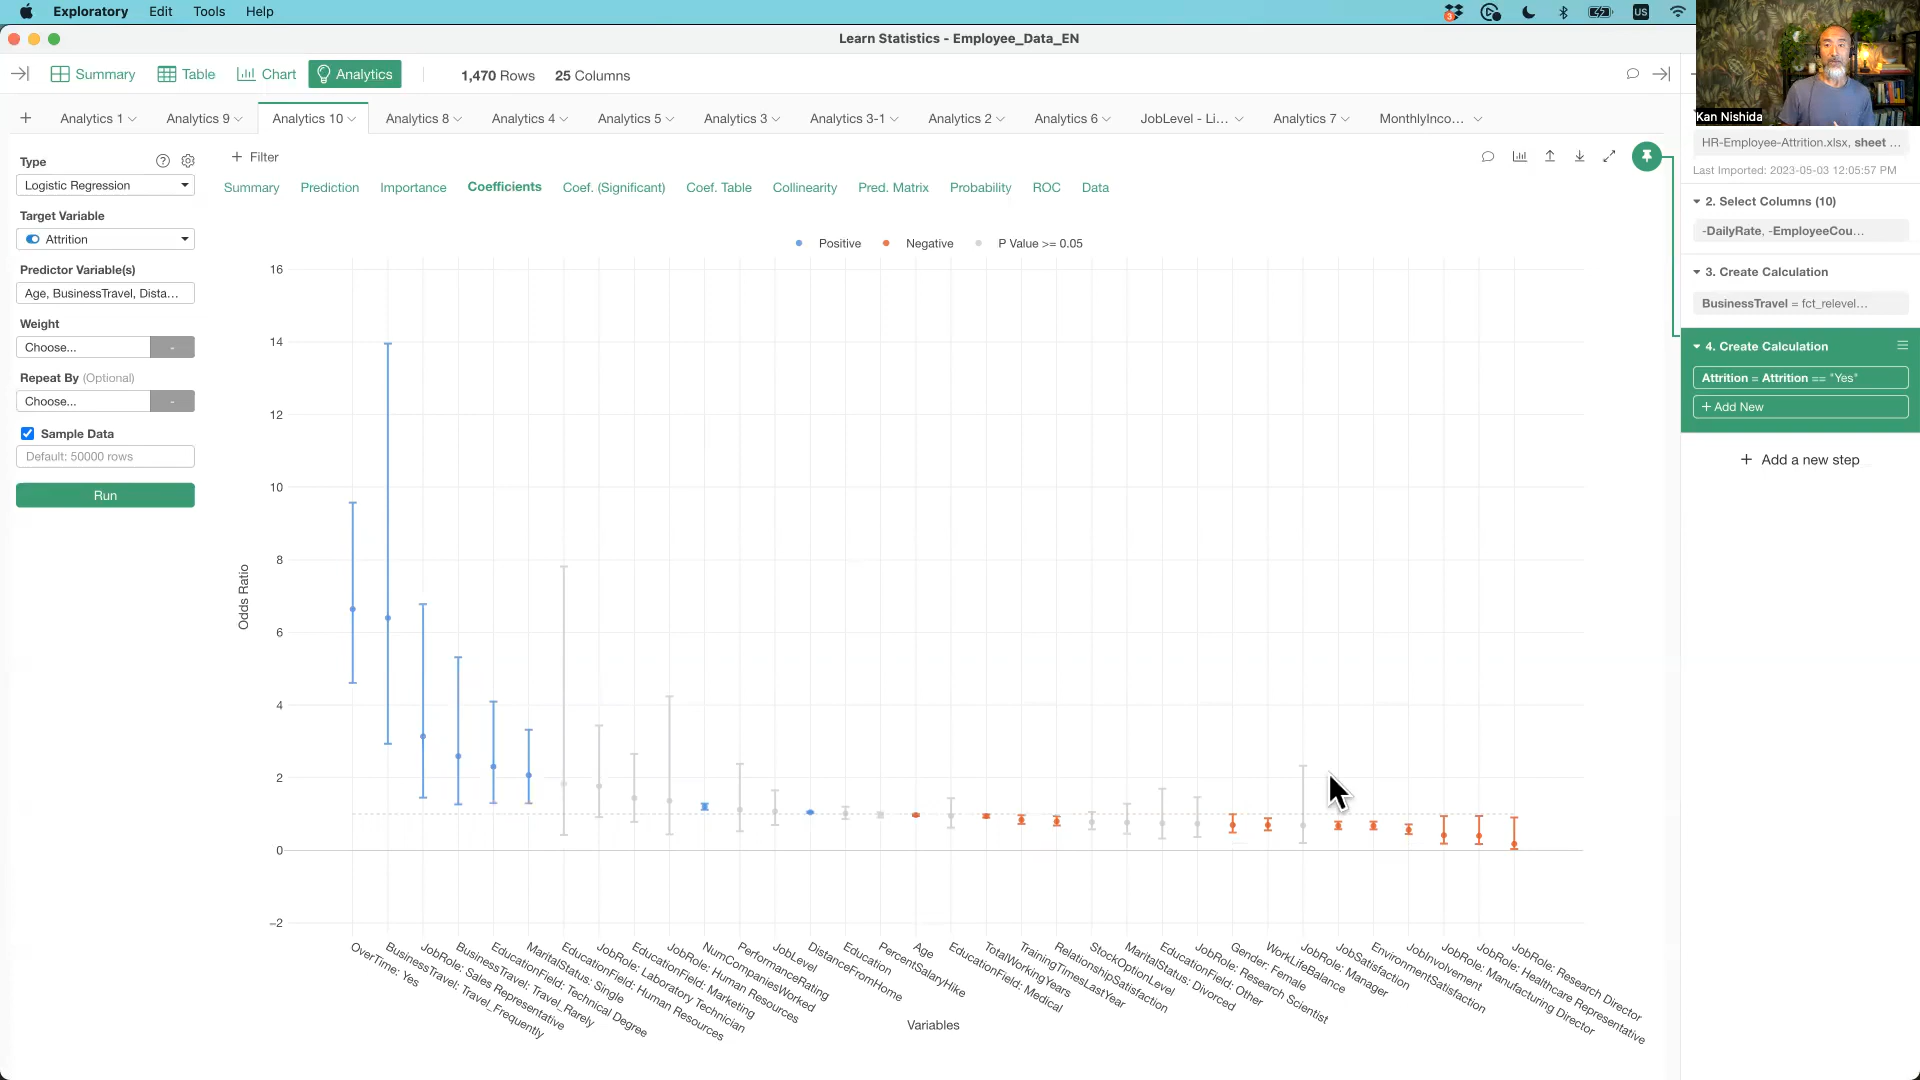 Exploratory Edit Tools Help
3
US
Learn Statistics - Employee_Data_EN
Summary Table Chart Analytics 1,470 Rows 25 Columns
Kan Nishida
Analytics 1 Analytics 9 Analytics 10 Analytics 8 Analytics 4 Analytics 5 Analytics 3 Analytics 3-1 Analytics 2 Analytics 6 JobLevel - Li... Analytics 7 MonthlyInco...
Type
Logistic Regression
Target Variable
Attrition
Predictor Variable(s)
Age, BusinessTravel, Dista...
Weight
Choose... -
Repeat By (Optional)
Choose... -
Sample Data
Default: 50000 rows
Run
+ Filter
Summary Prediction Importance Coefficients Coef. (Significant) Coef. Table Collinearity Pred. Matrix Probability ROC Data
Positive Negative P Value >= 0.05
16
14
12
10
8
6
4
2
0
−2
Odds Ratio
OverTime: Yes
BusinessTravel: Travel_Frequently
JobRole: Sales Representative
BusinessTravel: Travel_Rarely
EducationField: Technical Degree
MaritalStatus: Single
EducationField: Human Resources
JobRole: Laboratory Technician
EducationField: Marketing
JobRole: Human Resources
NumCompaniesWorked
PerformanceRating
JobLevel
DistanceFromHome
Education
PercentSalaryHike
Age
EducationField: Medical
TotalWorkingYears
TrainingTimesLastYear
RelationshipSatisfaction
StockOptionLevel
MaritalStatus: Divorced
EducationField: Other
JobRole: Research Scientist
Gender: Female
WorkLifeBalance
JobRole: Manager
JobSatisfaction
EnvironmentSatisfaction
JobInvolvement
JobRole: Manufacturing Director
JobRole: Healthcare Representative
JobRole: Research Director
Variables
HR-Employee-Attrition.xlsx, sheet ...
Last Imported: 2023-05-03 12:05:57 PM
2. Select Columns (10)
-DailyRate, -EmployeeCou...
3. Create Calculation
BusinessTravel = fct_relevel...
4. Create Calculation
Attrition = Attrition == "Yes"
+ Add New
+ Add a new step